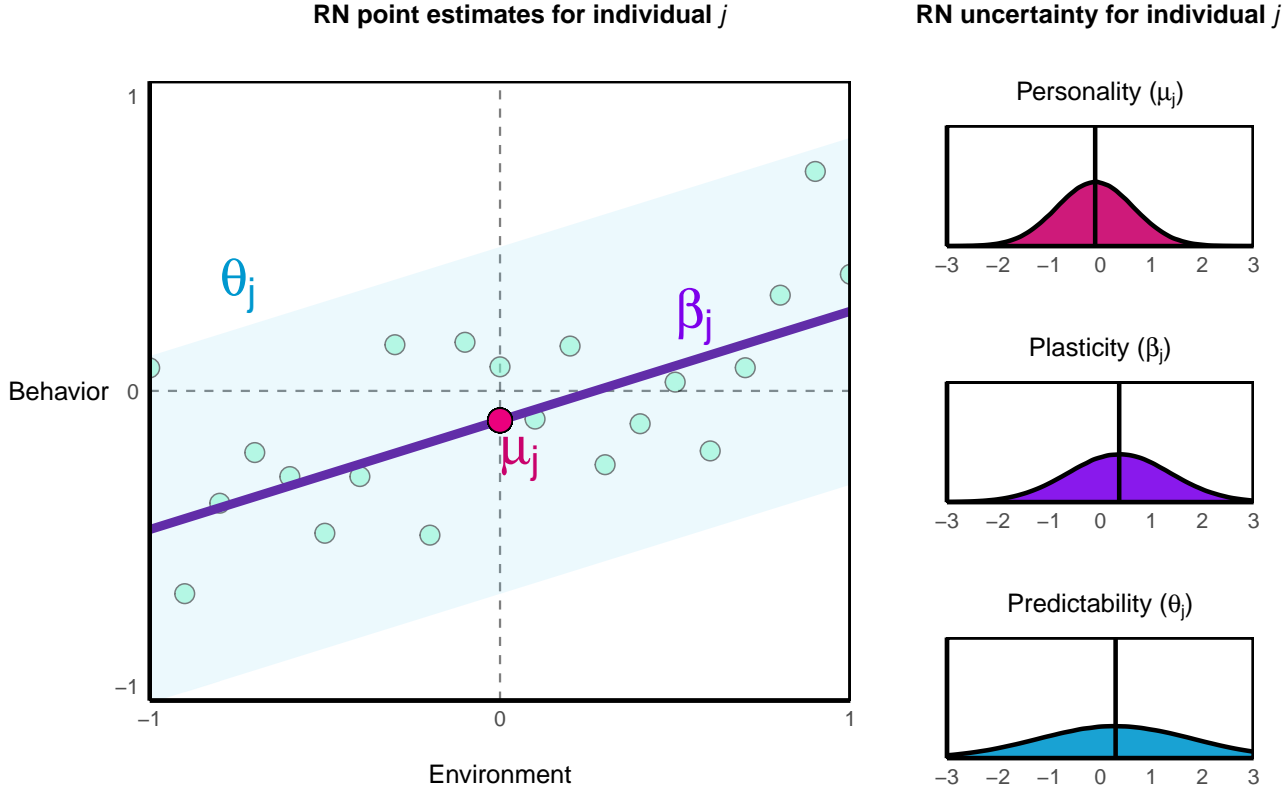 RN point estimates for individual j
RN uncertainty for individual j
1
0
−1
Behavior
θj
βj
μj
−1 0 1
Environment
Personality (μj)
−3 −2 −1 0 1 2 3
Plasticity (βj)
−3 −2 −1 0 1 2 3
Predictability (θj)
−3 −2 −1 0 1 2 3